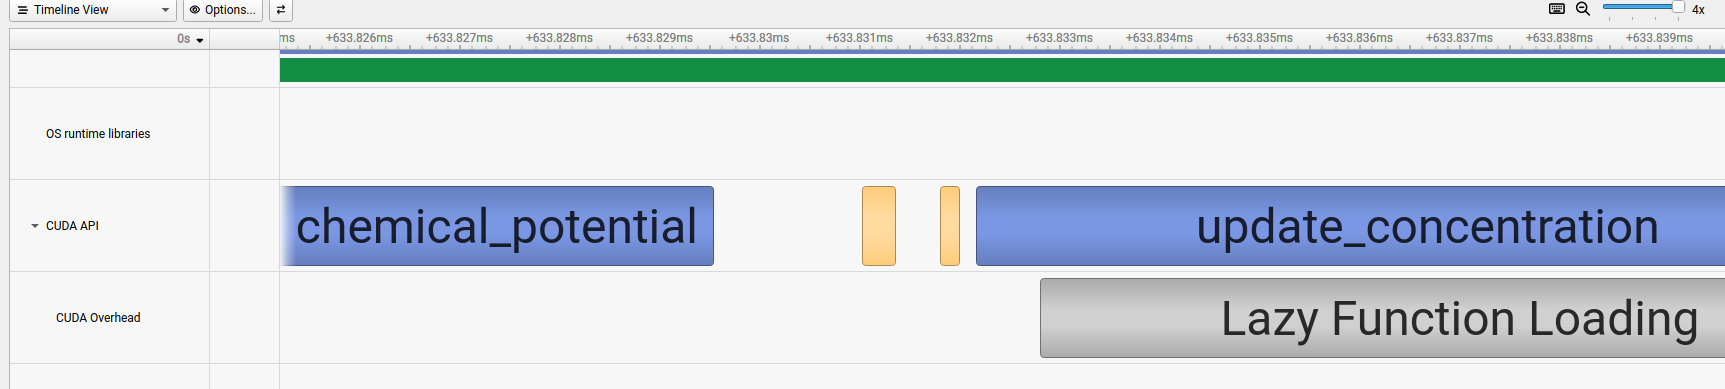 Timeline View Options... 4x
0s ms +633.826ms +633.827ms +633.828ms +633.829ms +633.83ms +633.831ms +633.832ms +633.833ms +633.834ms +633.835ms +633.836ms +633.837ms +633.838ms +633.839ms
OS runtime libraries
CUDA API chemical_potential update_concentration
CUDA Overhead Lazy Function Loading